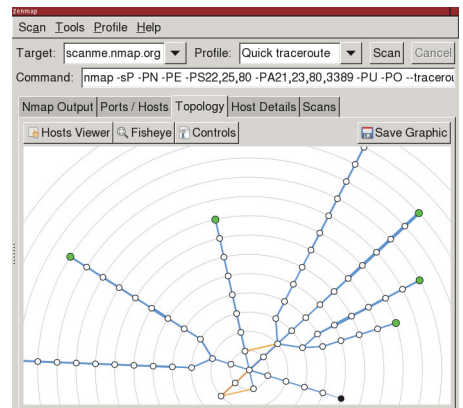 Zenmap
Scan Tools Profile Help
Target: scanme.nmap.org Profile: Quick traceroute Scan Cancel
Command: nmap -sP -PN -PE -PS22,25,80 -PA21,23,80,3389 -PU -PO --tracerou
Nmap Output Ports / Hosts Topology Host Details Scans
Hosts Viewer Fisheye Controls Save Graphic